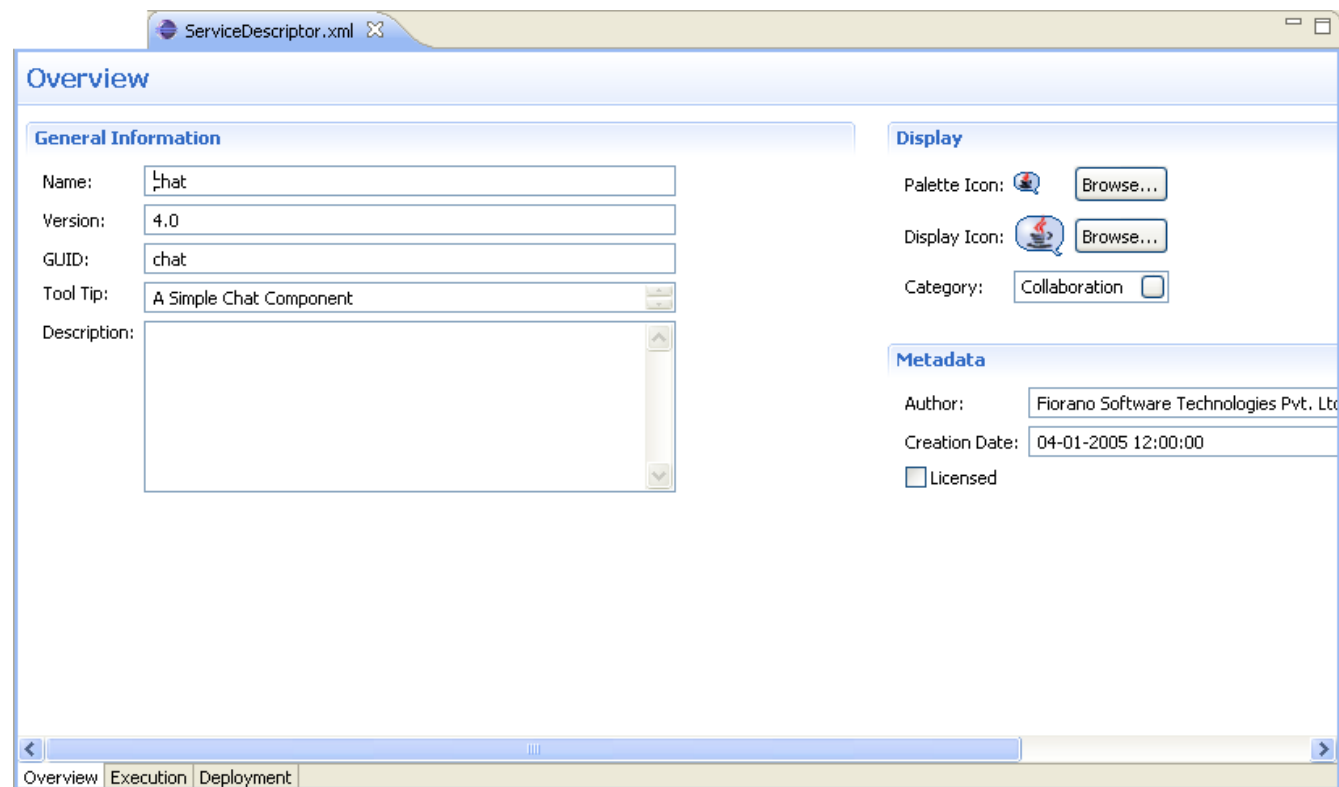 ServiceDescriptor.xml
Overview
General Information
Name: chat
Version: 4.0
GUID: chat
Tool Tip: A Simple Chat Component
Description:
Display
Palette Icon: Browse...
Display Icon: Browse...
Category: Collaboration
Metadata
Author: Fiorano Software Technologies Pvt. Ltd
Creation Date: 04-01-2005 12:00:00
Licensed
Overview Execution Deployment